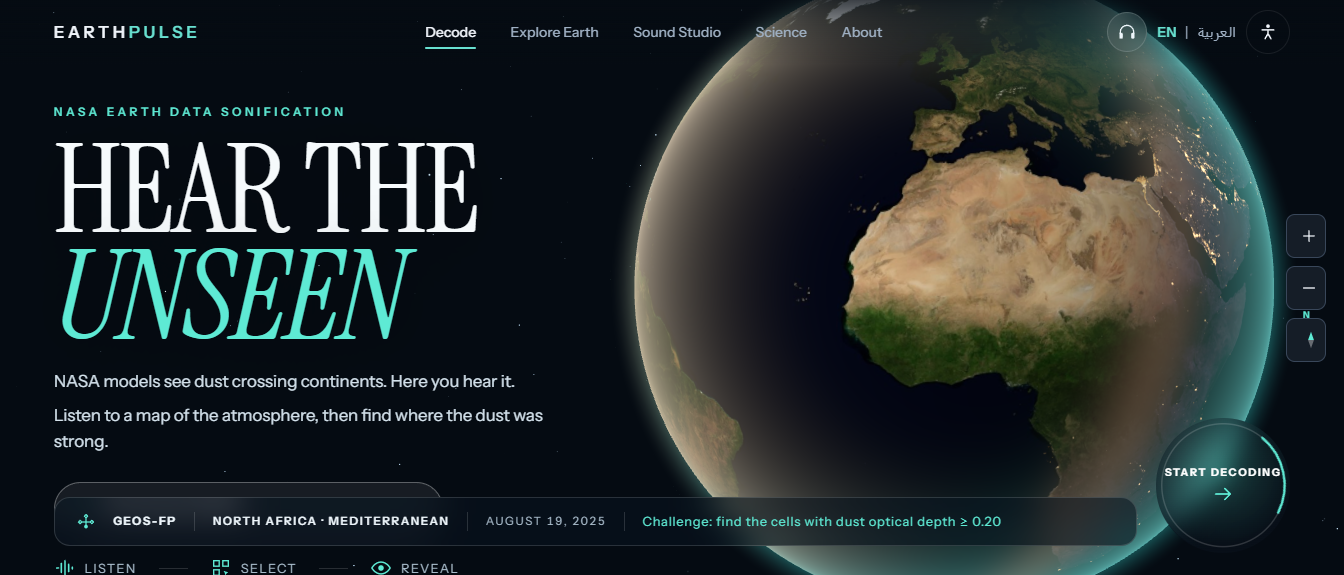 EARTHPULSE
Decode Explore Earth Sound Studio Science About
EN | العربية
NASA EARTH DATA SONIFICATION
HEAR THE
UNSEEN
NASA models see dust crossing continents. Here you hear it.
Listen to a map of the atmosphere, then find where the dust was
strong.
N
START DECODING
GEOS-FP NORTH AFRICA · MEDITERRANEAN AUGUST 19, 2025 Challenge: find the cells with dust optical depth ≥ 0.20
LISTEN SELECT REVEAL